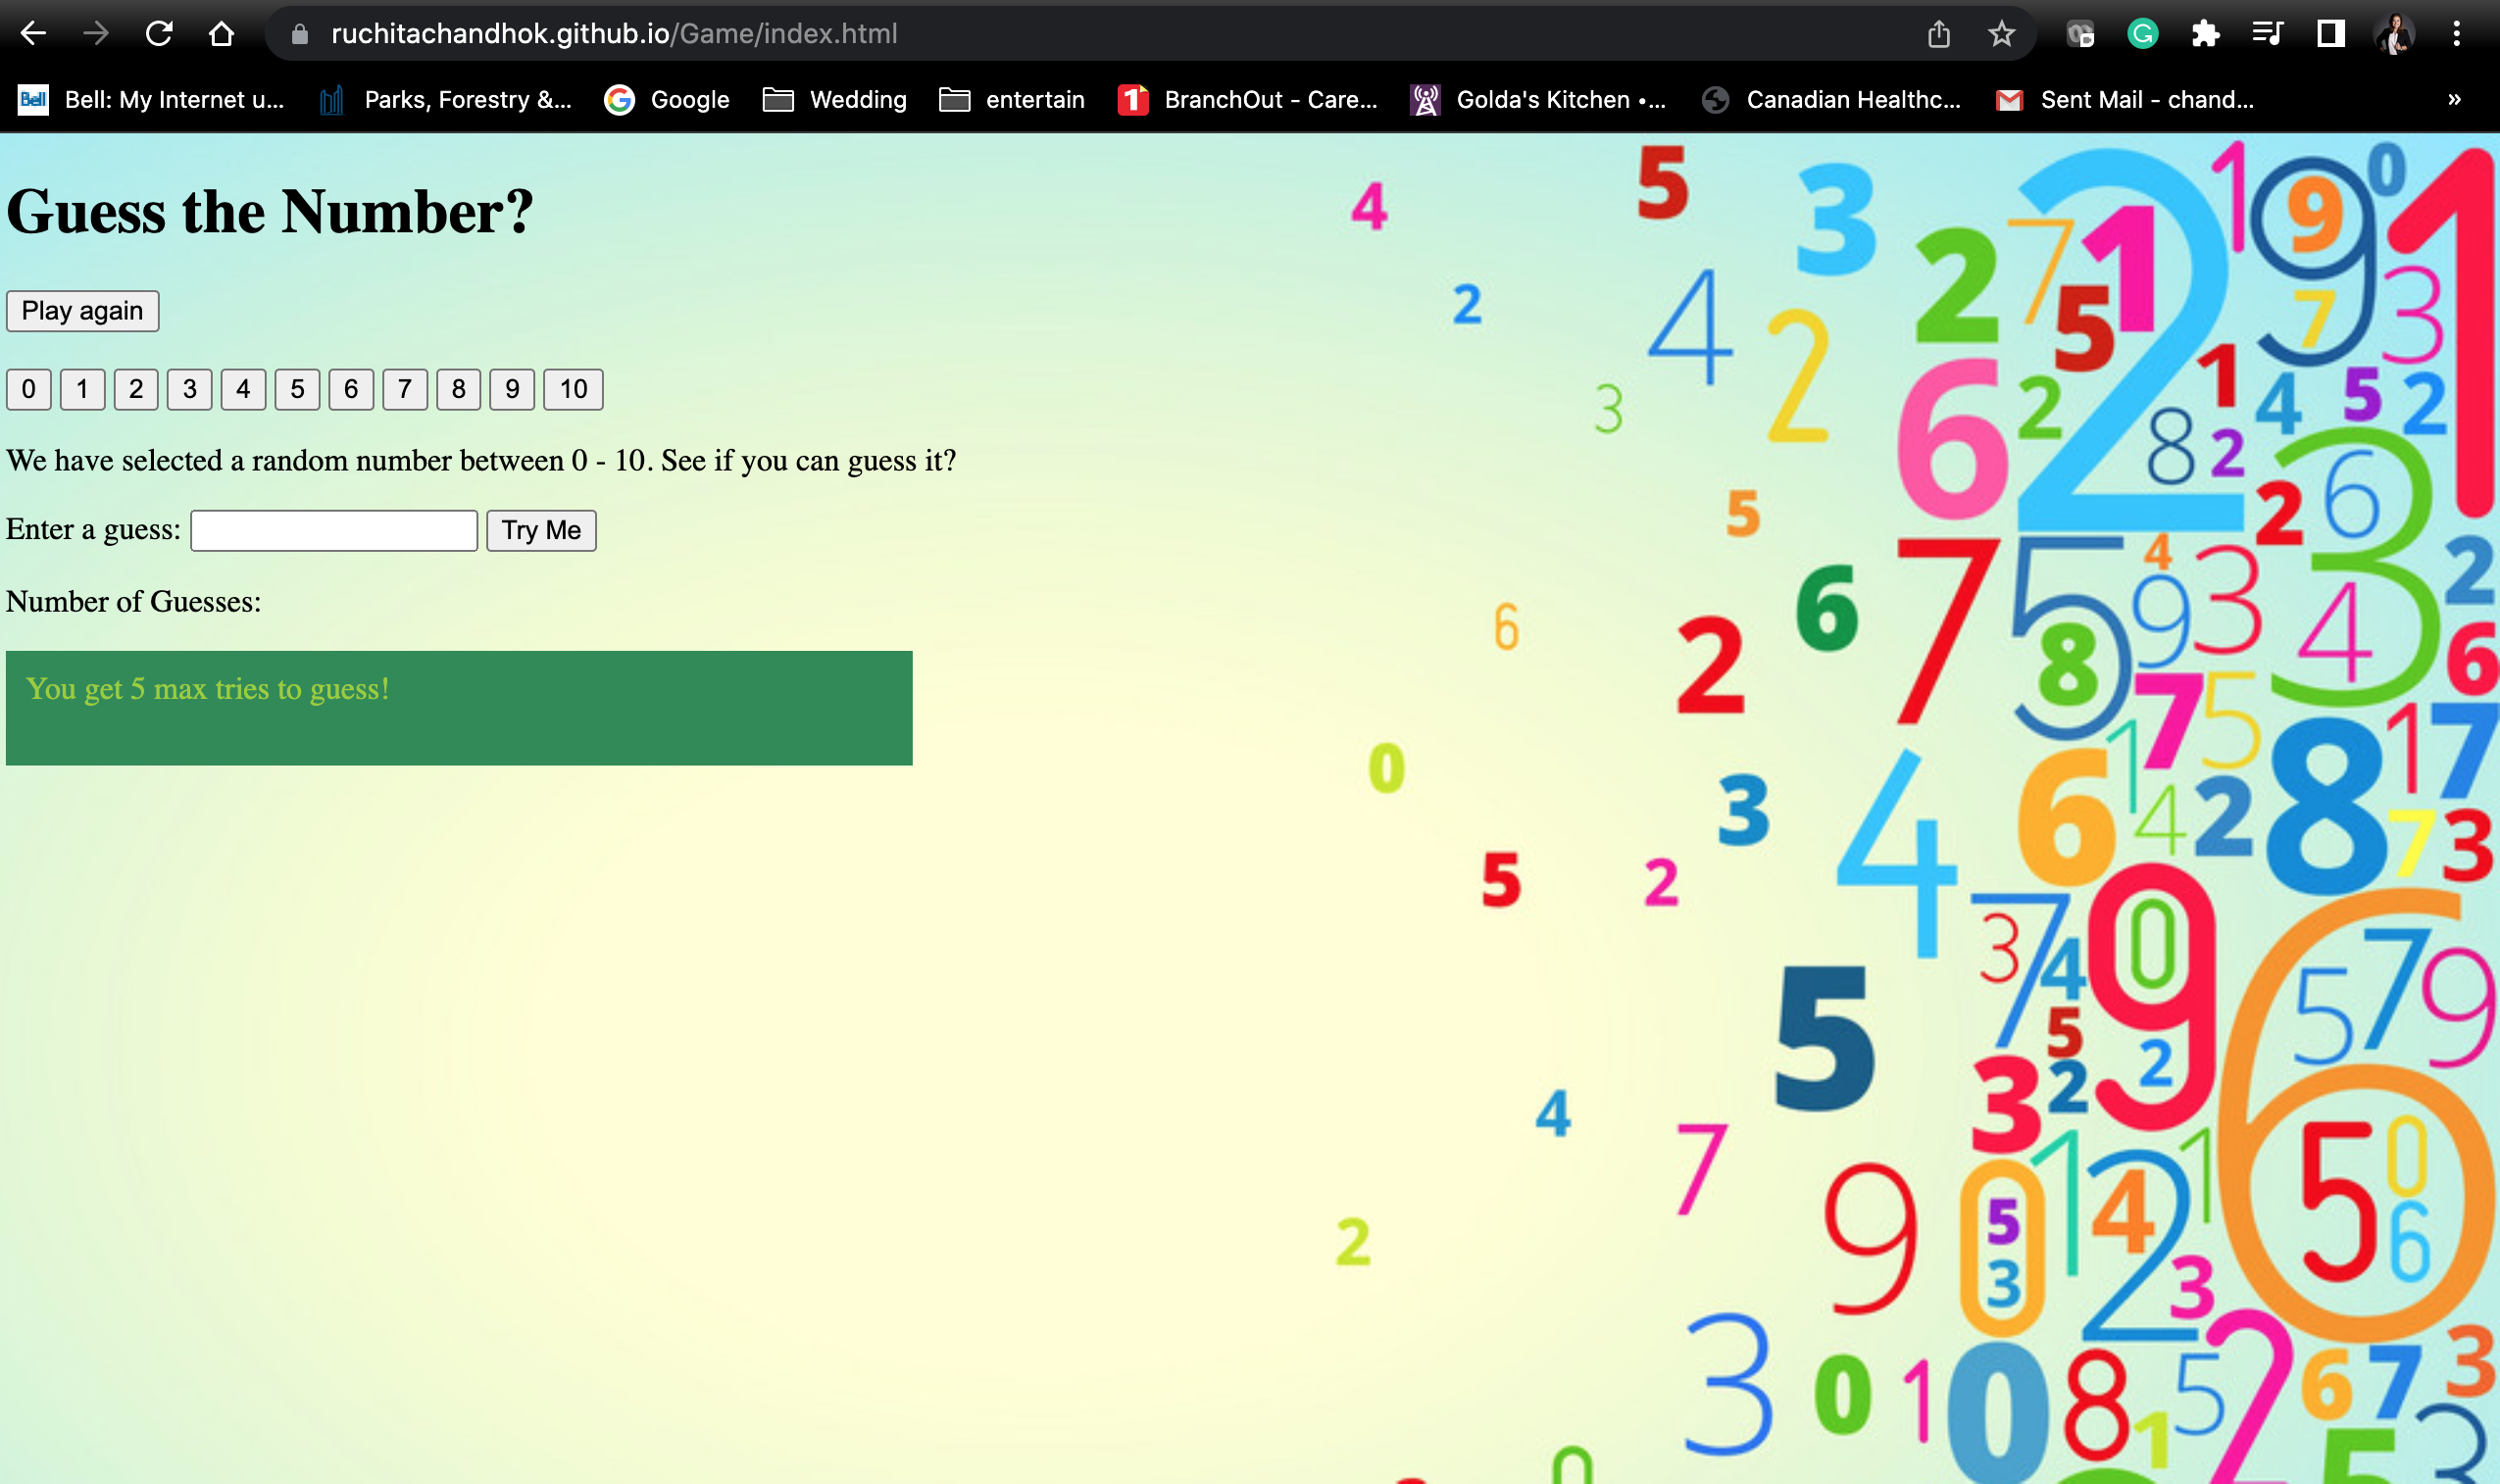 ruchitachandhok.github.io/Game/index.html
Bell: My Internet u... Parks, Forestry &... Google Wedding entertain BranchOut - Care... Golda's Kitchen •... Canadian Healthc... Sent Mail - chand... »
Guess the Number?
Play again
0 1 2 3 4 5 6 7 8 9 10
We have selected a random number between 0 - 10. See if you can guess it?
Enter a guess: Try Me
Number of Guesses:
You get 5 max tries to guess!